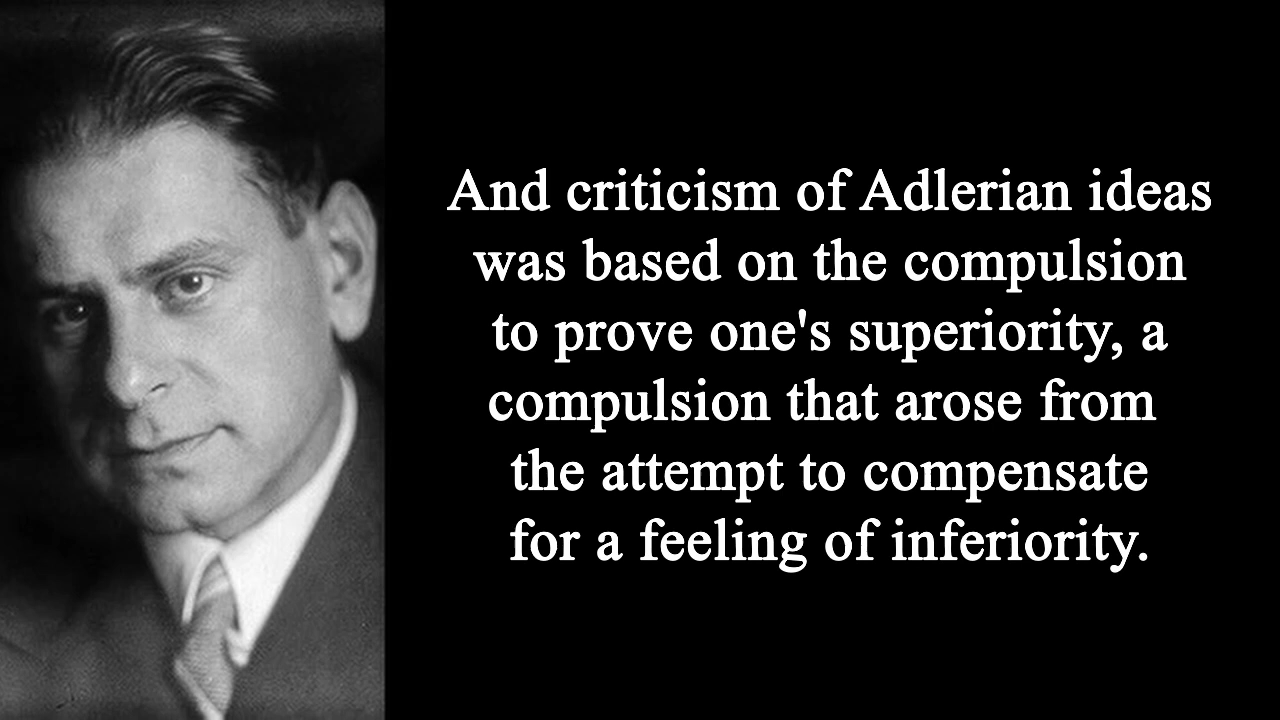 And criticism of Adlerian ideas
was based on the compulsion
to prove one's superiority, a
compulsion that arose from
the attempt to compensate
for a feeling of inferiority.